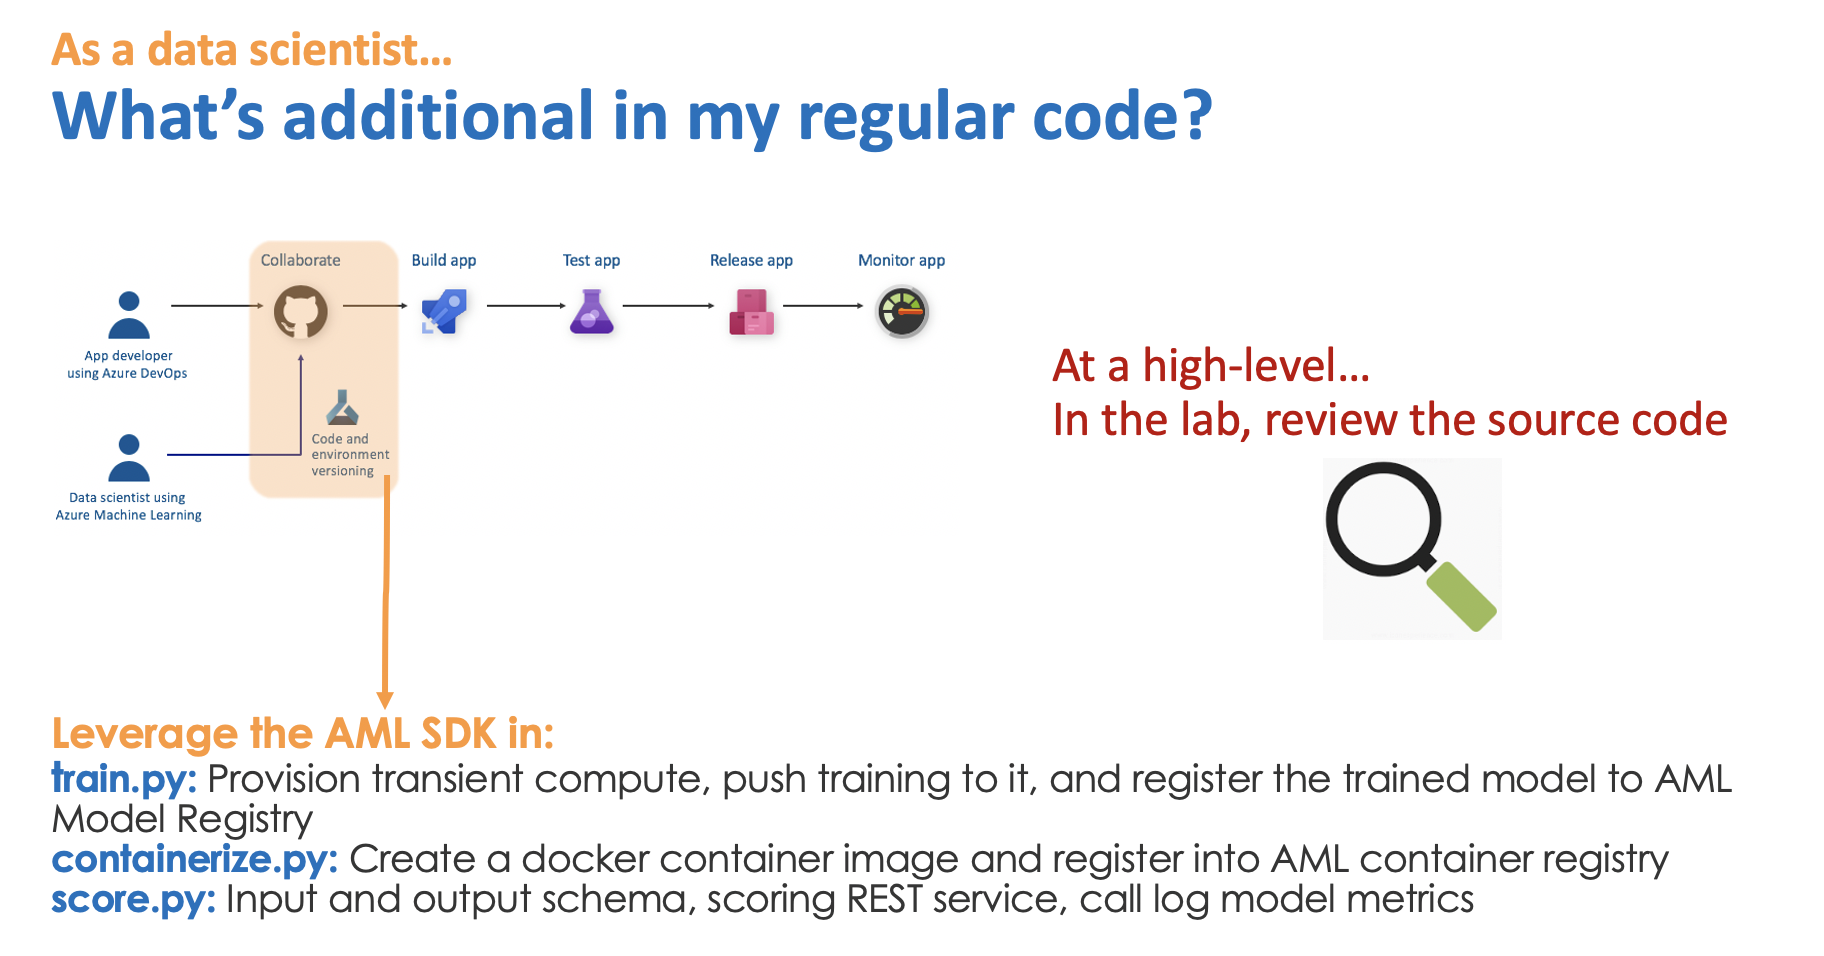 As a data scientist...
What's additional in my regular code?
Collaborate
Build app
Test app
Release app
Monitor app
App developer
using Azure DevOps
Code and
environment
versioning
Data scientist using
Azure Machine Learning
At a high-level...
In the lab, review the source code
Leverage the AML SDK in:
train.py: Provision transient compute, push training to it, and register the trained model to AML
Model Registry
containerize.py: Create a docker container image and register into AML container registry
score.py: Input and output schema, scoring REST service, call log model metrics